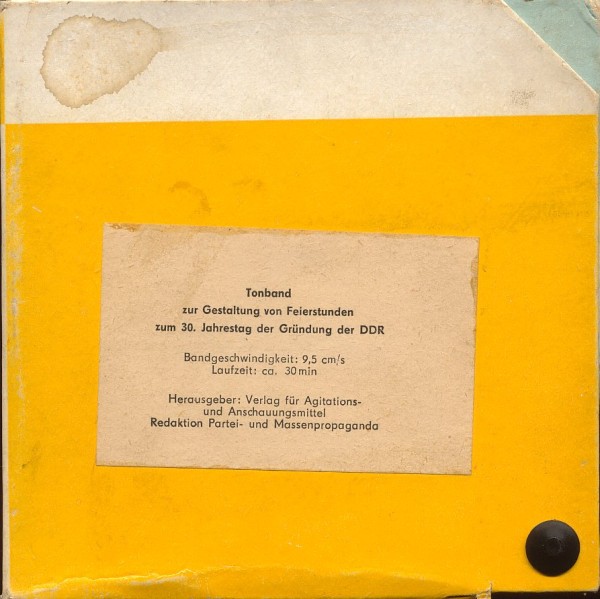 Tonband
zur Gestaltung von Feierstunden
zum 30. Jahrestag der Gründung der DDR
Bandgeschwindigkeit: 9,5 cm/s
Laufzeit: ca. 30 min
Herausgeber: Verlag für Agitations-
und Anschauungsmittel
Redaktion Partei- und Massenpropaganda